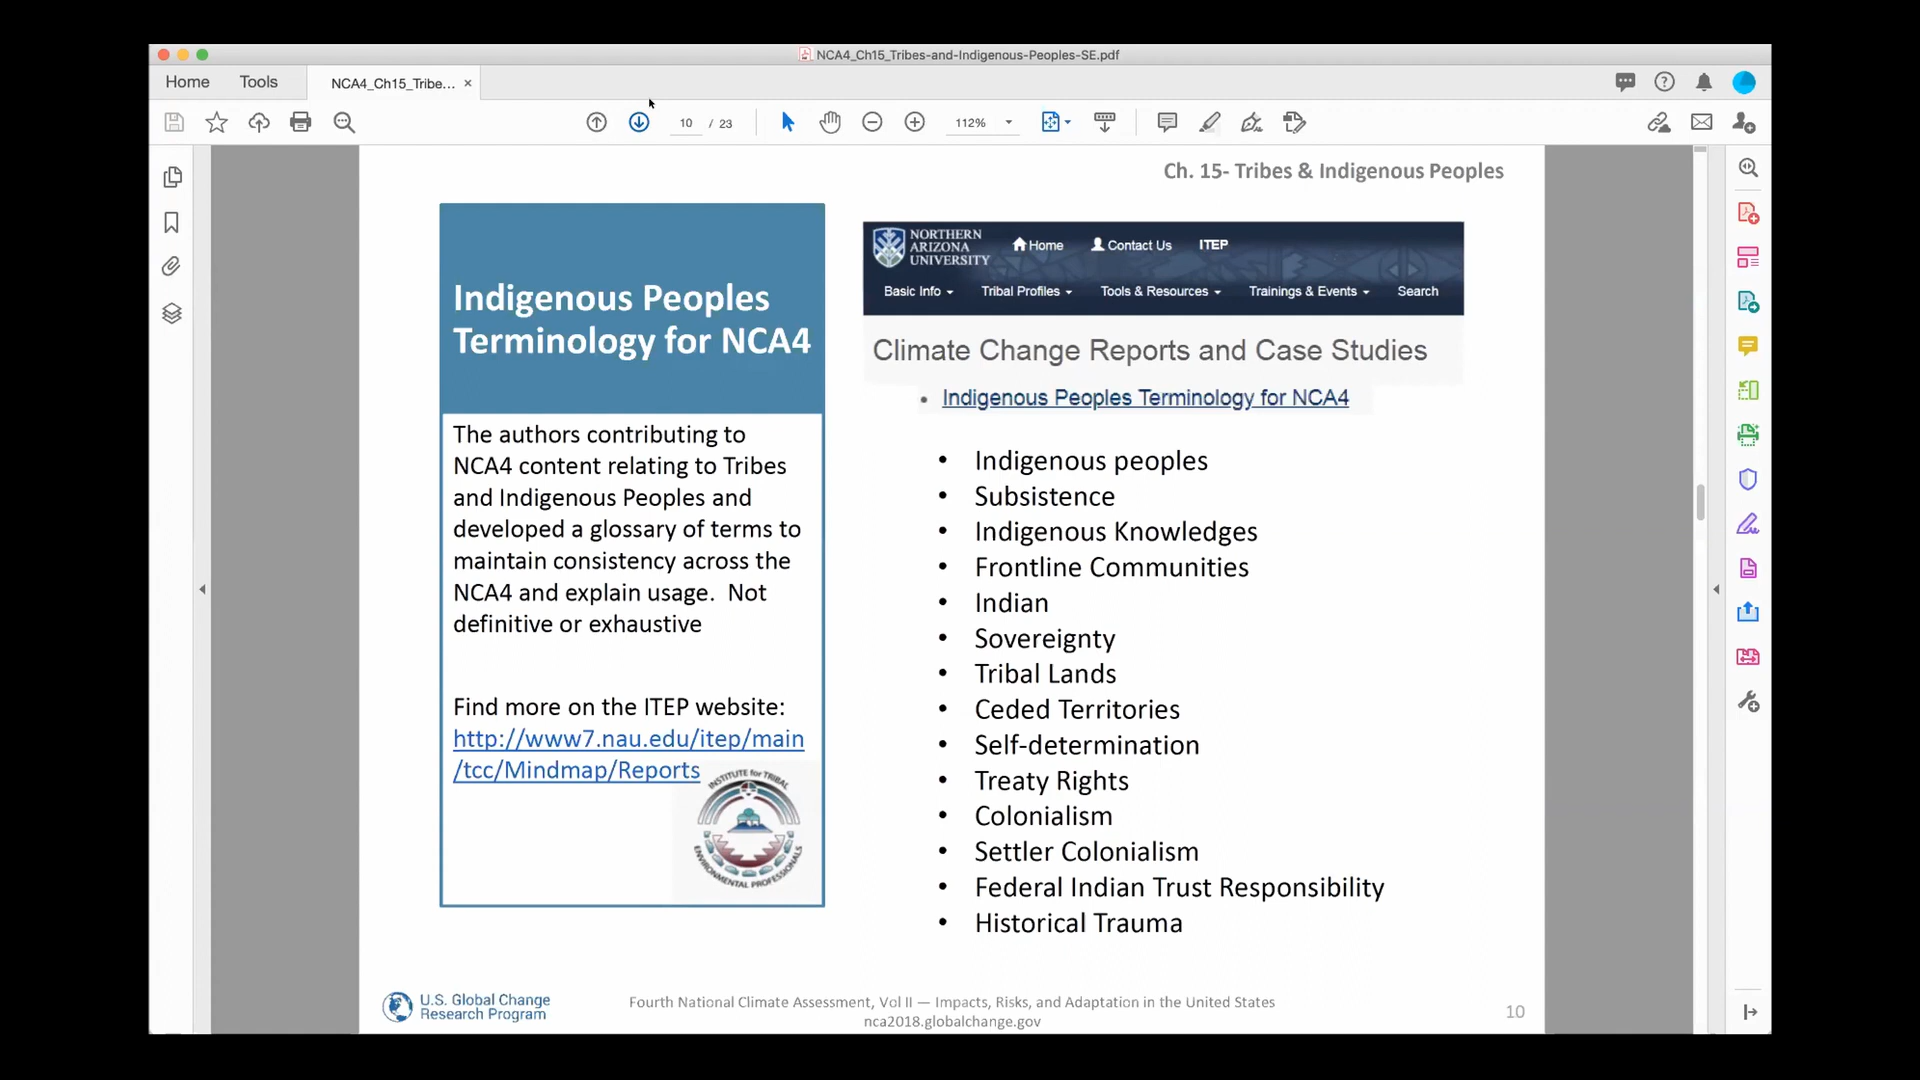 NCA4_Ch15_Tribes-and-Indigenous-Peoples-SE.pdf
Home Tools NCA4_Ch15_Tribe... ×
10 / 23 112%
Ch. 15- Tribes & Indigenous Peoples
Indigenous Peoples
Terminology for NCA4
The authors contributing to
NCA4 content relating to Tribes
and Indigenous Peoples and
developed a glossary of terms to
maintain consistency across the
NCA4 and explain usage.  Not
definitive or exhaustive
Find more on the ITEP website:
http://www7.nau.edu/itep/main
/tcc/Mindmap/Reports
INSTITUTE for TRIBAL
ENVIRONMENTAL PROFESSIONALS
NORTHERN
ARIZONA
UNIVERSITY
Home Contact Us ITEP
Basic Info Tribal Profiles Tools & Resources Trainings & Events Search
Climate Change Reports and Case Studies
• Indigenous Peoples Terminology for NCA4
• Indigenous peoples
• Subsistence
• Indigenous Knowledges
• Frontline Communities
• Indian
• Sovereignty
• Tribal Lands
• Ceded Territories
• Self-determination
• Treaty Rights
• Colonialism
• Settler Colonialism
• Federal Indian Trust Responsibility
• Historical Trauma
U.S. Global Change
Research Program
Fourth National Climate Assessment, Vol II — Impacts, Risks, and Adaptation in the United States
nca2018.globalchange.gov
10